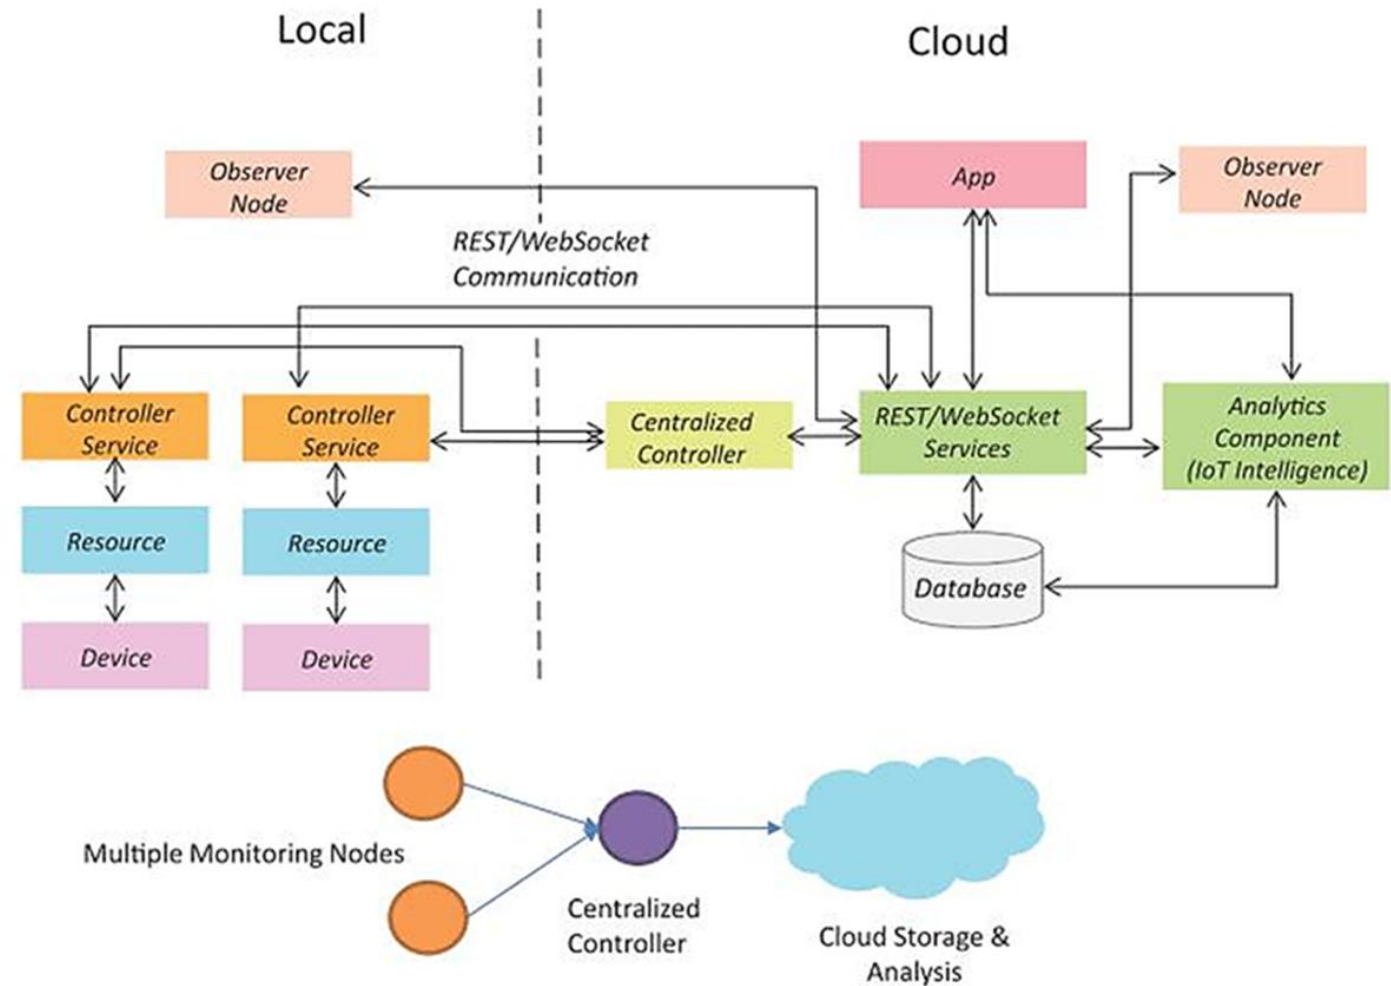 Local
Cloud
Observer
Node
App
Observer
Node
REST/WebSocket
Communication
Controller
Service
Controller
Service
Centralized
Controller
REST/WebSocket
Services
Analytics
Component
(IoT Intelligence)
Resource
Resource
Database
Device
Device
Multiple Monitoring Nodes
Centralized
Controller
Cloud Storage &
Analysis